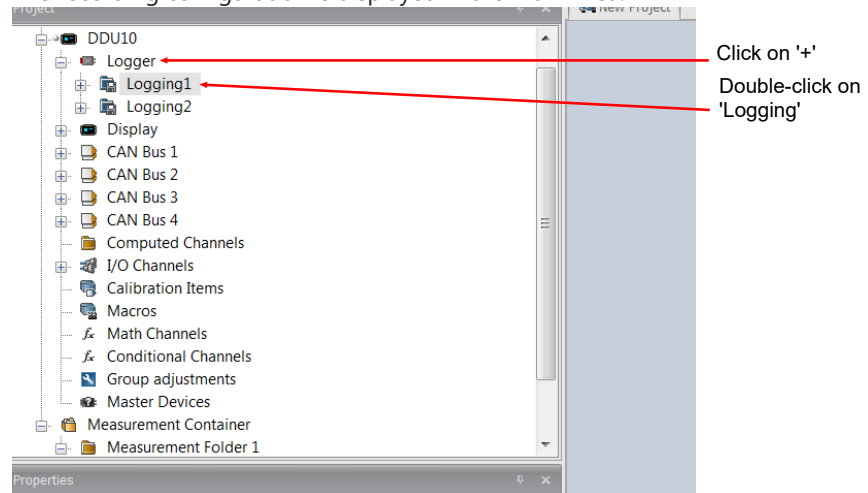 Project
New Project
DDU10
Logger
Click on '+'
Logging1
Double-click on
'Logging'
Logging2
Display
CAN Bus 1
CAN Bus 2
CAN Bus 3
CAN Bus 4
Computed Channels
I/O Channels
Calibration Items
Macros
fx Math Channels
fx Conditional Channels
Group adjustments
Master Devices
Measurement Container
Measurement Folder 1
Properties